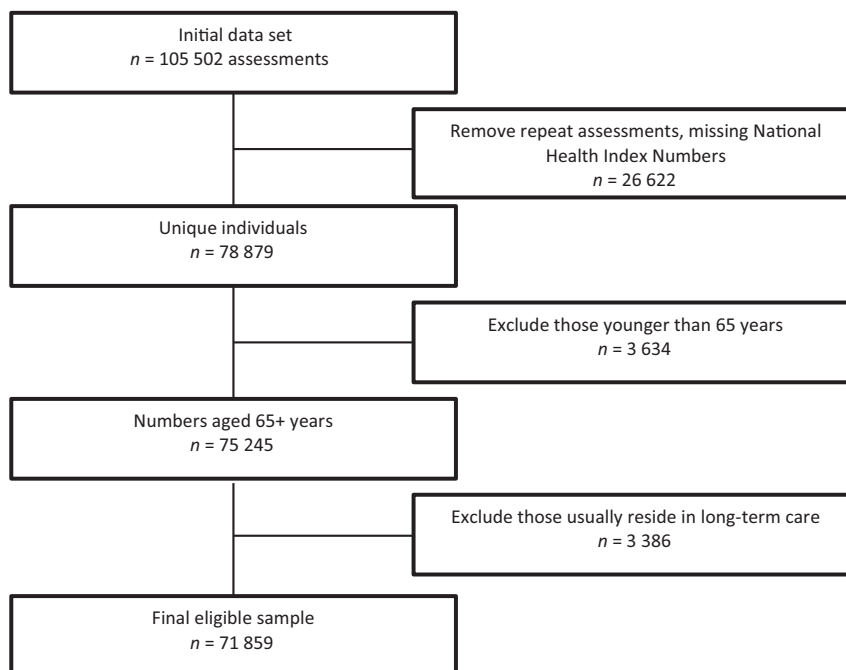 Initial data set
n = 105 502 assessments
Remove repeat assessments, missing National
Health Index Numbers
n = 26 622
Unique individuals
n = 78 879
Exclude those younger than 65 years
n = 3 634
Numbers aged 65+ years
n = 75 245
Exclude those usually reside in long-term care
n = 3 386
Final eligible sample
n = 71 859